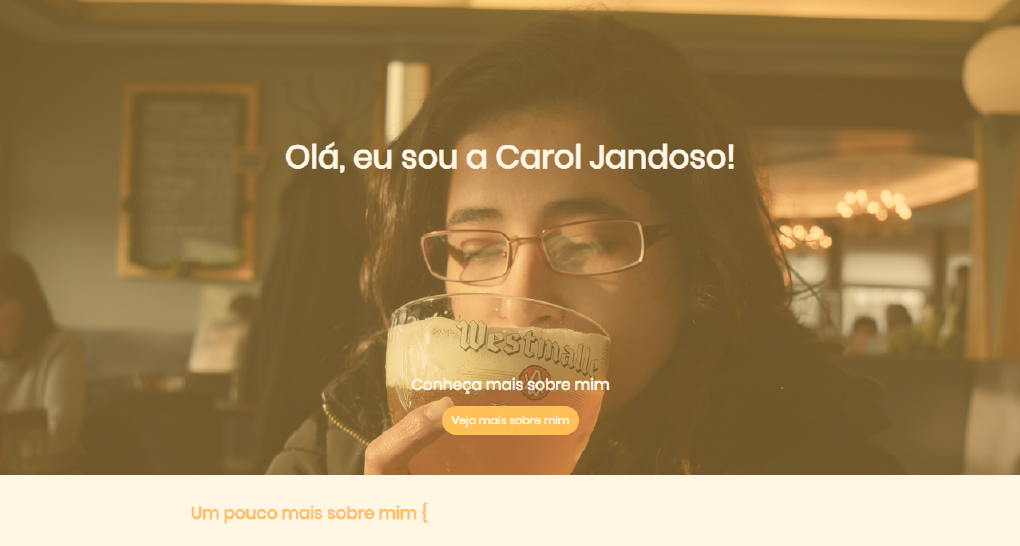 Olá, eu sou a Carol Jandoso!
Westmalle
Conheça mais sobre mim
Veja mais sobre mim
Um pouco mais sobre mim {